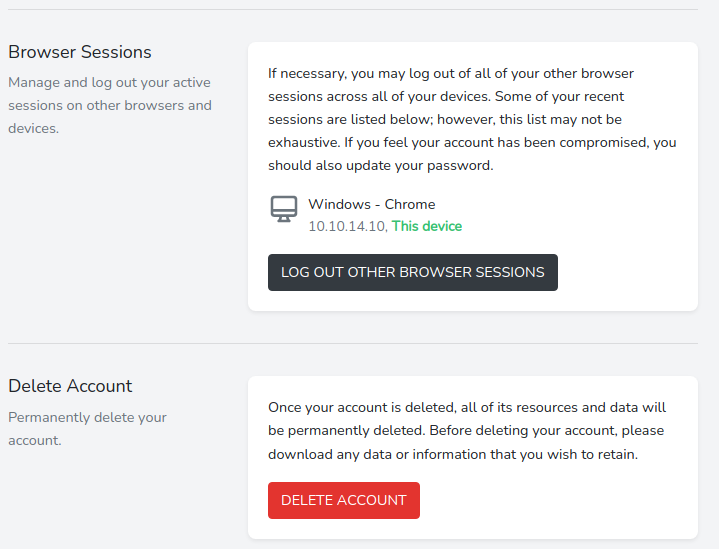 Browser Sessions
Manage and log out your active
sessions on other browsers and
devices.
If necessary, you may log out of all of your other browser
sessions across all of your devices. Some of your recent
sessions are listed below; however, this list may not be
exhaustive. If you feel your account has been compromised, you
should also update your password.
Windows - Chrome
10.10.14.10, This device
LOG OUT OTHER BROWSER SESSIONS
Delete Account
Permanently delete your
account.
Once your account is deleted, all of its resources and data will
be permanently deleted. Before deleting your account, please
download any data or information that you wish to retain.
DELETE ACCOUNT